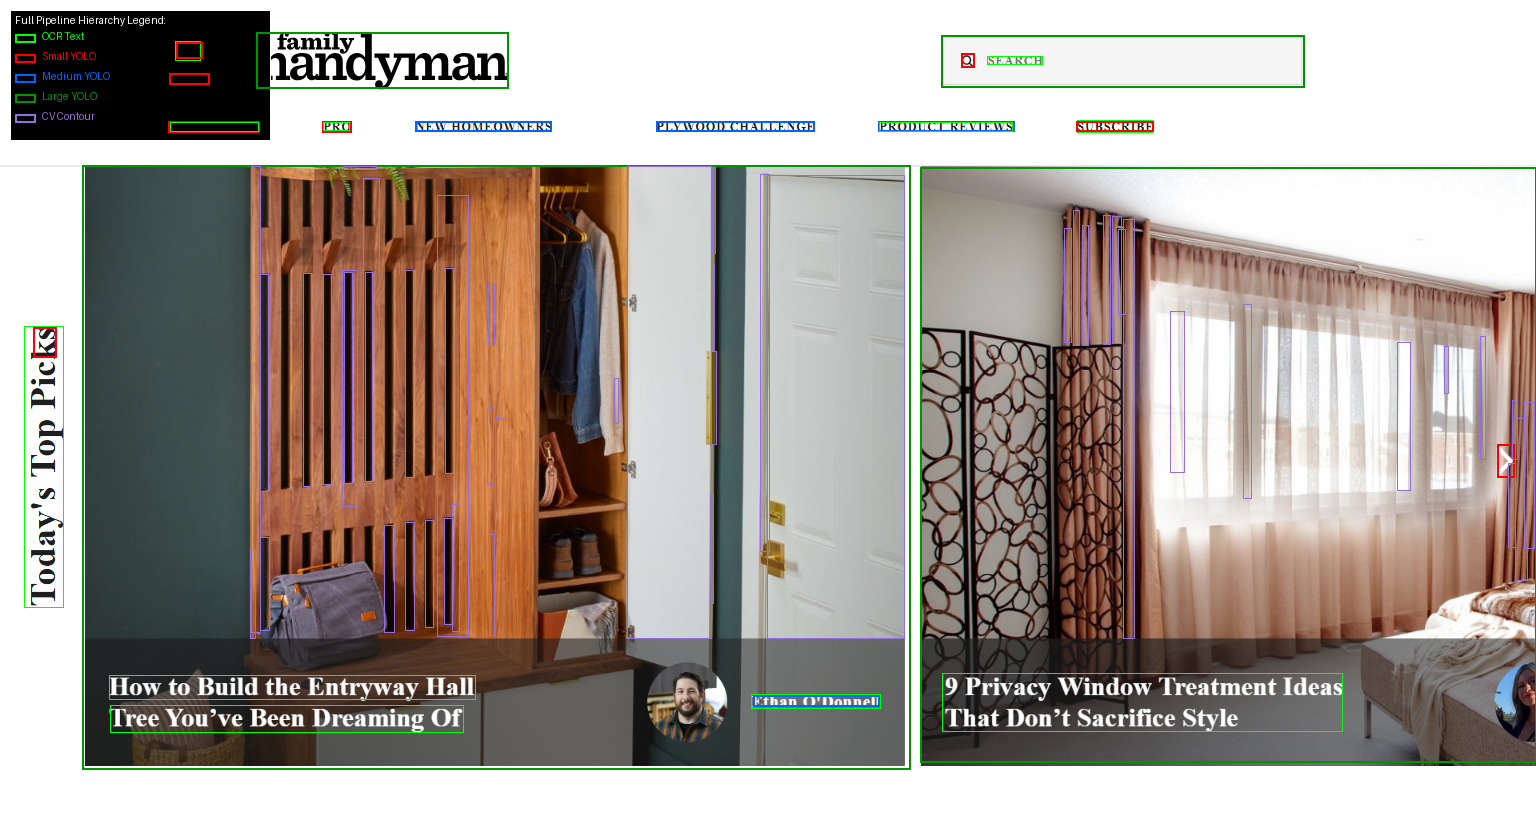 Full Pipeline Hierarchy Legend:
OCR Text
Small YOLO
Medium YOLO
Large YOLO
CV Contour
family
handyman
SEARCH
PRO
NEW HOMEOWNERS
PLYWOOD CHALLENGE
PRODUCT REVIEWS
SUBSCRIBE
Today's Top Picks
How to Build the Entryway Hall
Tree You’ve Been Dreaming Of
Ethan O'Donnell
9 Privacy Window Treatment Ideas
That Don’t Sacrifice Style